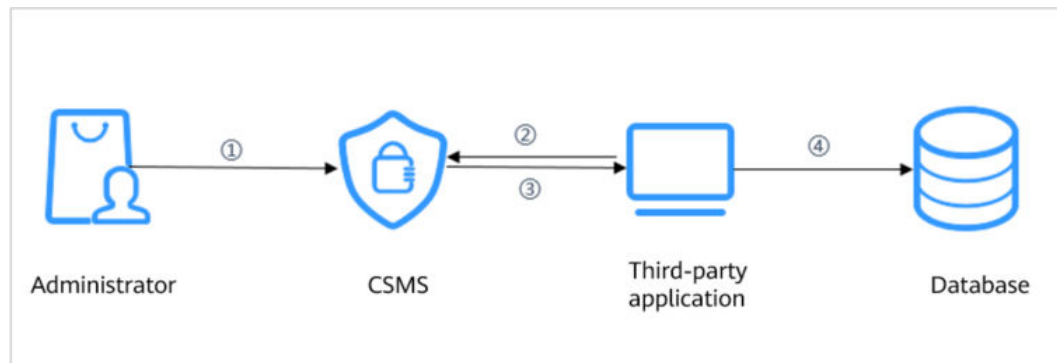 ①
②
③
④
Administrator
CSMS
Third-party
application
Database